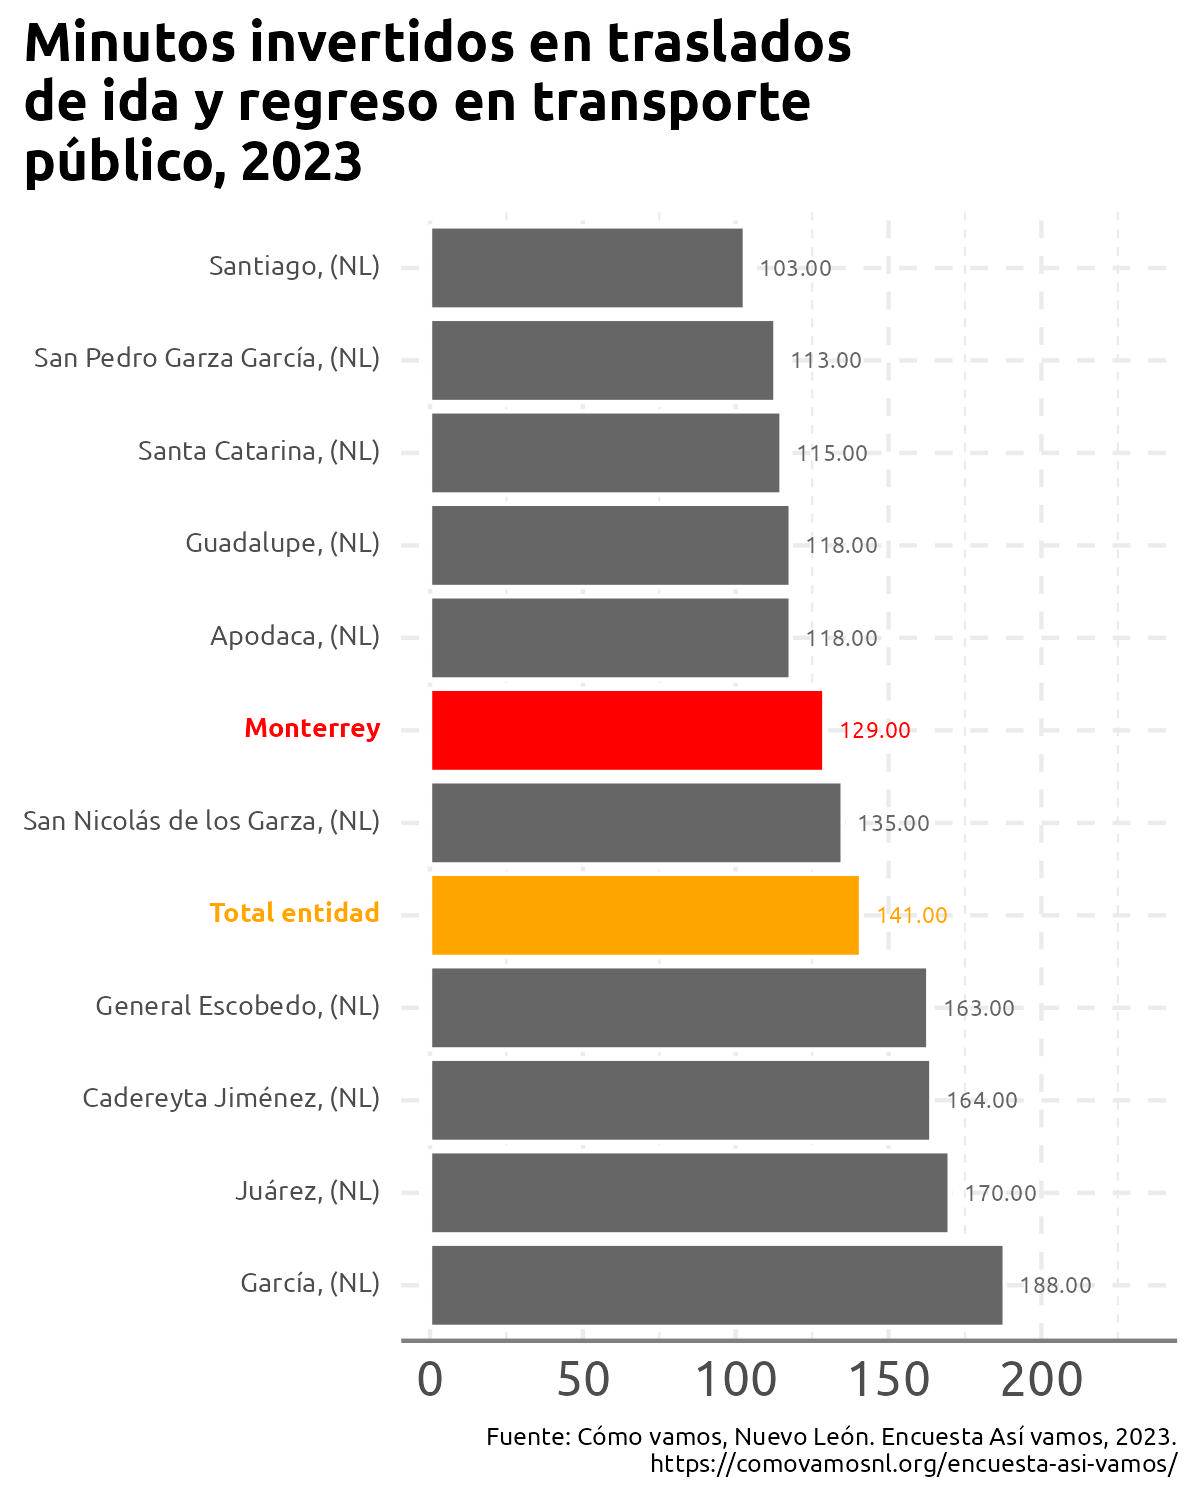 Minutos invertidos en traslados
de ida y regreso en transporte
público, 2023
Santiago, (NL) 103.00
San Pedro Garza García, (NL) 113.00
Santa Catarina, (NL) 115.00
Guadalupe, (NL) 118.00
Apodaca, (NL) 118.00
Monterrey 129.00
San Nicolás de los Garza, (NL) 135.00
Total entidad 141.00
General Escobedo, (NL) 163.00
Cadereyta Jiménez, (NL) 164.00
Juárez, (NL) 170.00
García, (NL) 188.00
0 50 100 150 200
Fuente: Cómo vamos, Nuevo León. Encuesta Así vamos, 2023.
https://comovamosnl.org/encuesta-asi-vamos/